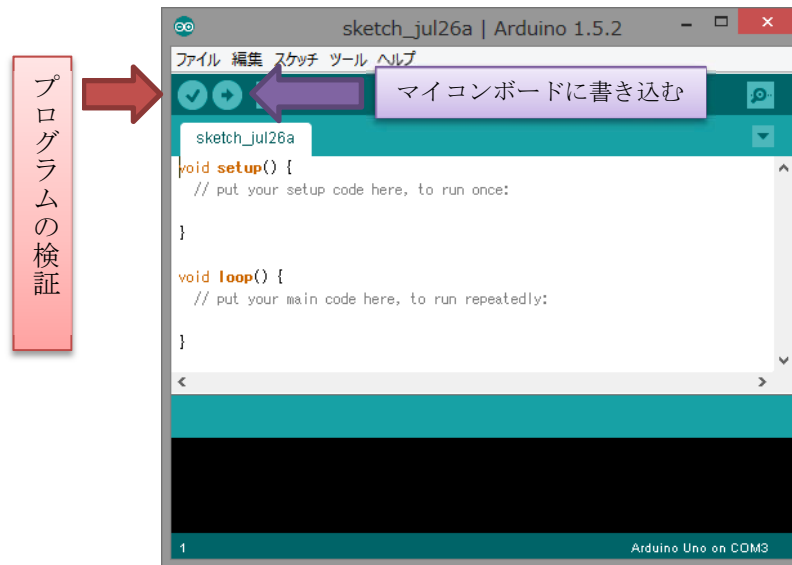 sketch_jul26a | Arduino 1.5.2
ファイル 編集 スケッチ ツール ヘルプ
プログラムの検証
マイコンボードに書き込む
sketch_jul26a
void setup() {
// put your setup code here, to run once:
}
void loop() {
// put your main code here, to run repeatedly:
}
1
Arduino Uno on COM3